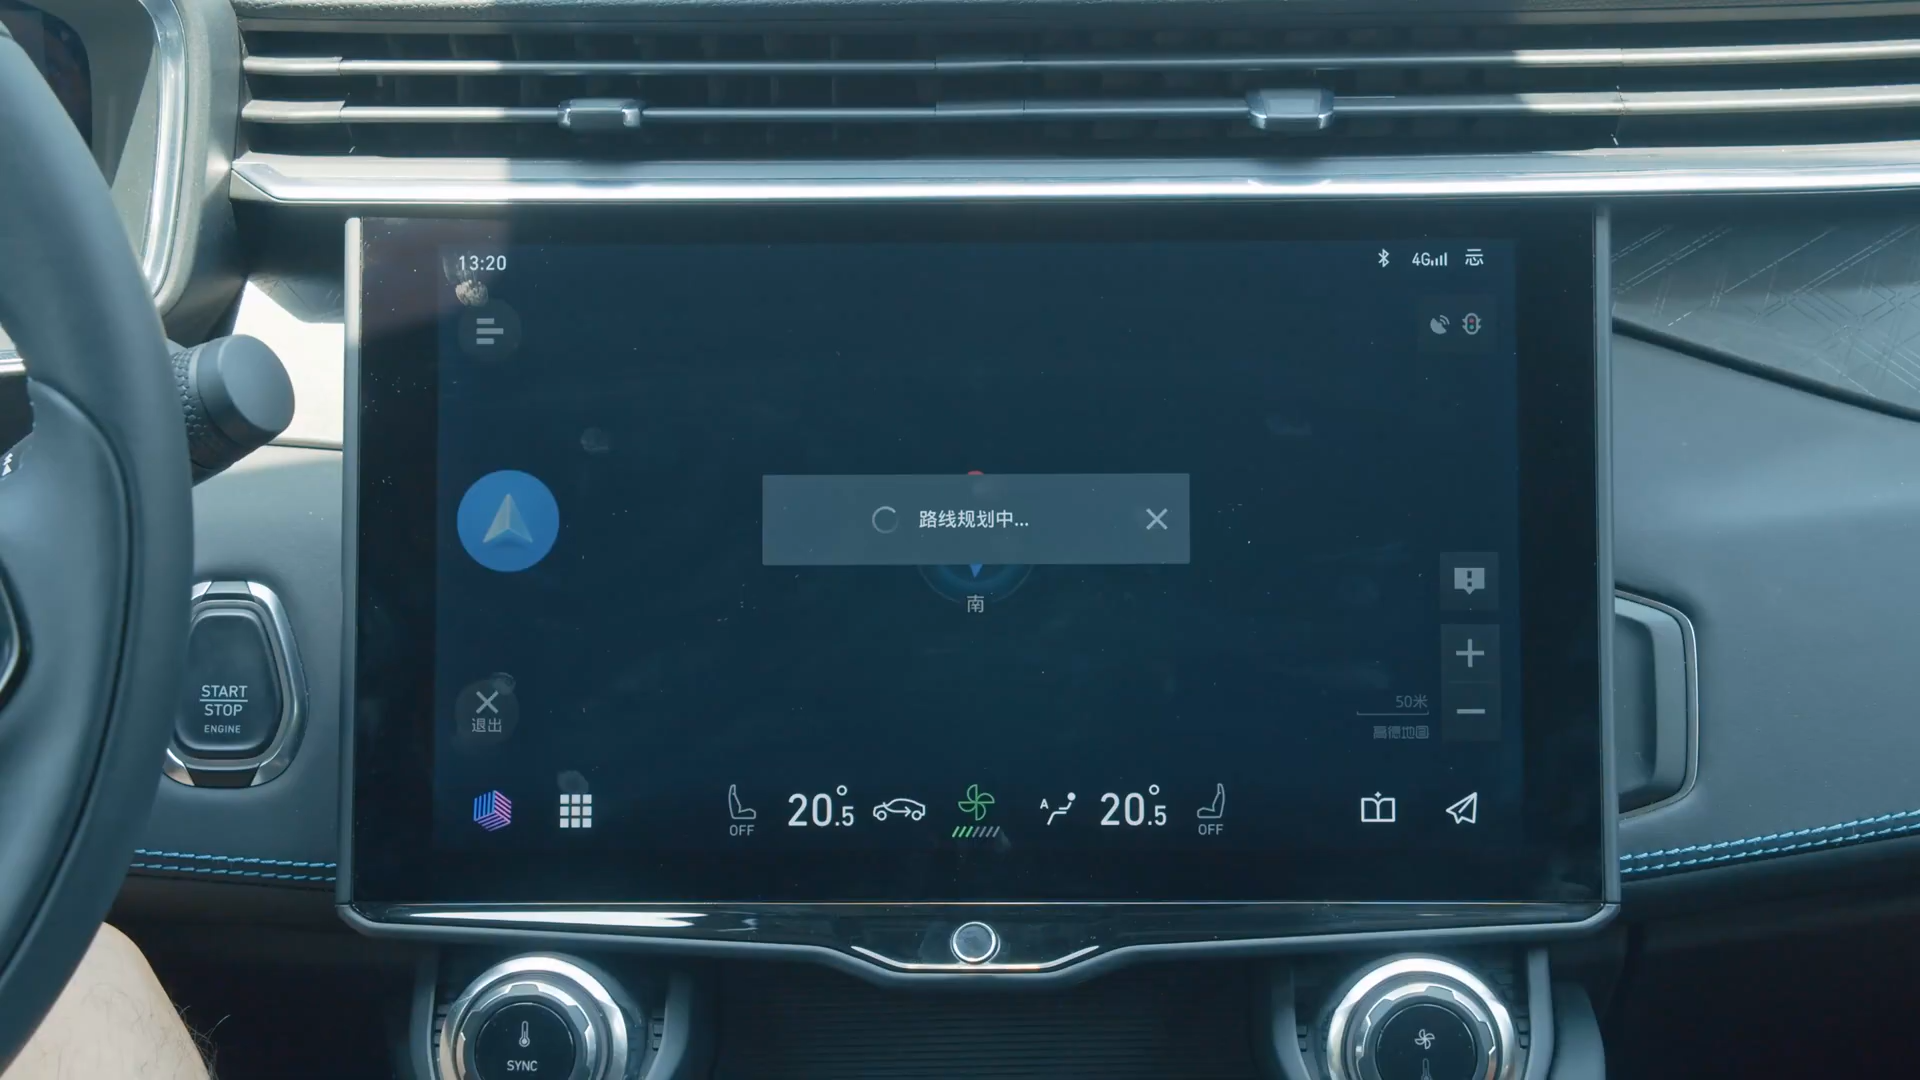 13:20
4G
路线规划中...
南
50米
高德地图
退出
OFF
20.5°
A
20.5°
OFF
START
STOP
ENGINE
SYNC